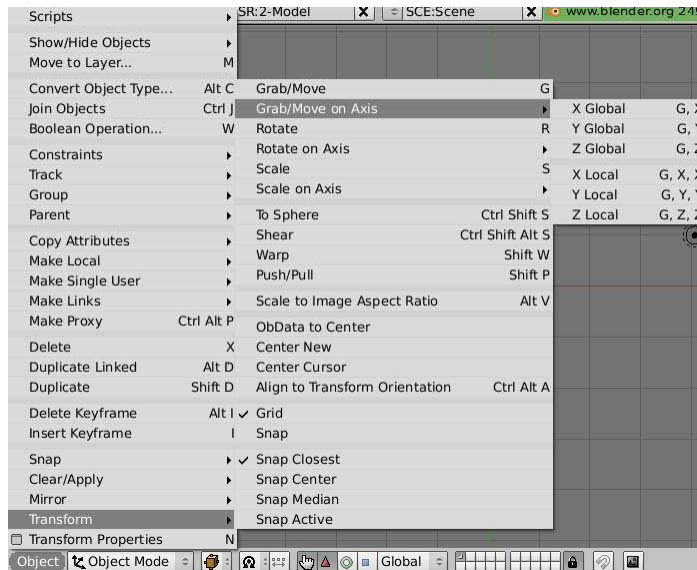 SR:2-Model
SCE:Scene
www.blender.org 249
Scripts
Show/Hide Objects
Move to Layer... M
Convert Object Type... Alt C
Join Objects Ctrl J
Boolean Operation... W
Constraints
Track
Group
Parent
Copy Attributes
Make Local
Make Single User
Make Links
Make Proxy Ctrl Alt P
Delete X
Duplicate Linked Alt D
Duplicate Shift D
Delete Keyframe Alt I
Insert Keyframe I
Snap
Clear/Apply
Mirror
Transform
Transform Properties N
Grab/Move G
Grab/Move on Axis
Rotate R
Rotate on Axis
Scale S
Scale on Axis
To Sphere Ctrl Shift S
Shear Ctrl Shift Alt S
Warp Shift W
Push/Pull Shift P
Scale to Image Aspect Ratio Alt V
ObData to Center
Center New
Center Cursor
Align to Transform Orientation Ctrl Alt A
Grid
Snap
Snap Closest
Snap Center
Snap Median
Snap Active
X Global G, X
Y Global G, Y
Z Global G, Z
X Local G, X, X
Y Local G, Y, Y
Z Local G, Z, Z
Object
Object Mode
Global